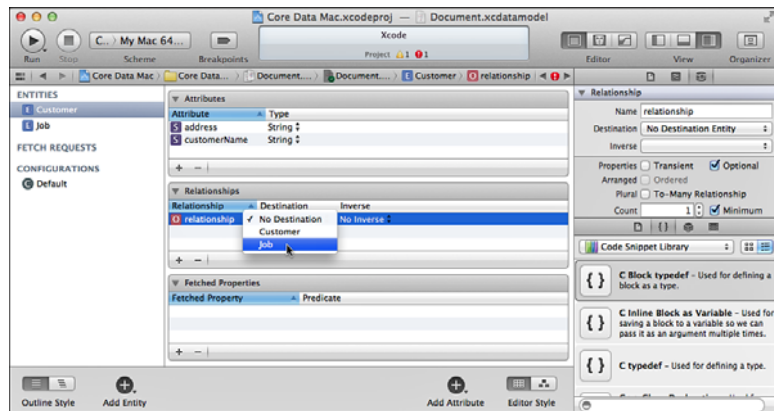 Core Data Mac.xcodeproj — Document.xcdatamodel
C.. › My Mac 64...
Xcode
Project 1 1
Run Stop Scheme Breakpoints Editor View Organizer
Core Data Mac › Core Data... › Document.... › Document.... › Customer › relationship
ENTITIES
E Customer
E Job
FETCH REQUESTS
CONFIGURATIONS
C Default
Attributes
Attribute Type
S address String
S customerName String
+ −
Relationships
Relationship Destination Inverse
O relationship ✓ No Destination No Inverse
Customer
Job
+ −
Fetched Properties
Fetched Property Predicate
+ −
Outline Style Add Entity Add Attribute Editor Style
Relationship
Name relationship
Destination No Destination Entity
Inverse
Properties Transient Optional
Arranged Ordered
Plural To-Many Relationship
Count 1 Minimum
Code Snippet Library
{ } C Block typedef – Used for defining a
block as a type.
{ } C Inline Block as Variable – Used for
saving a block to a variable so we can
pass it as an argument multiple times.
{ } C typedef – Used for defining a type.